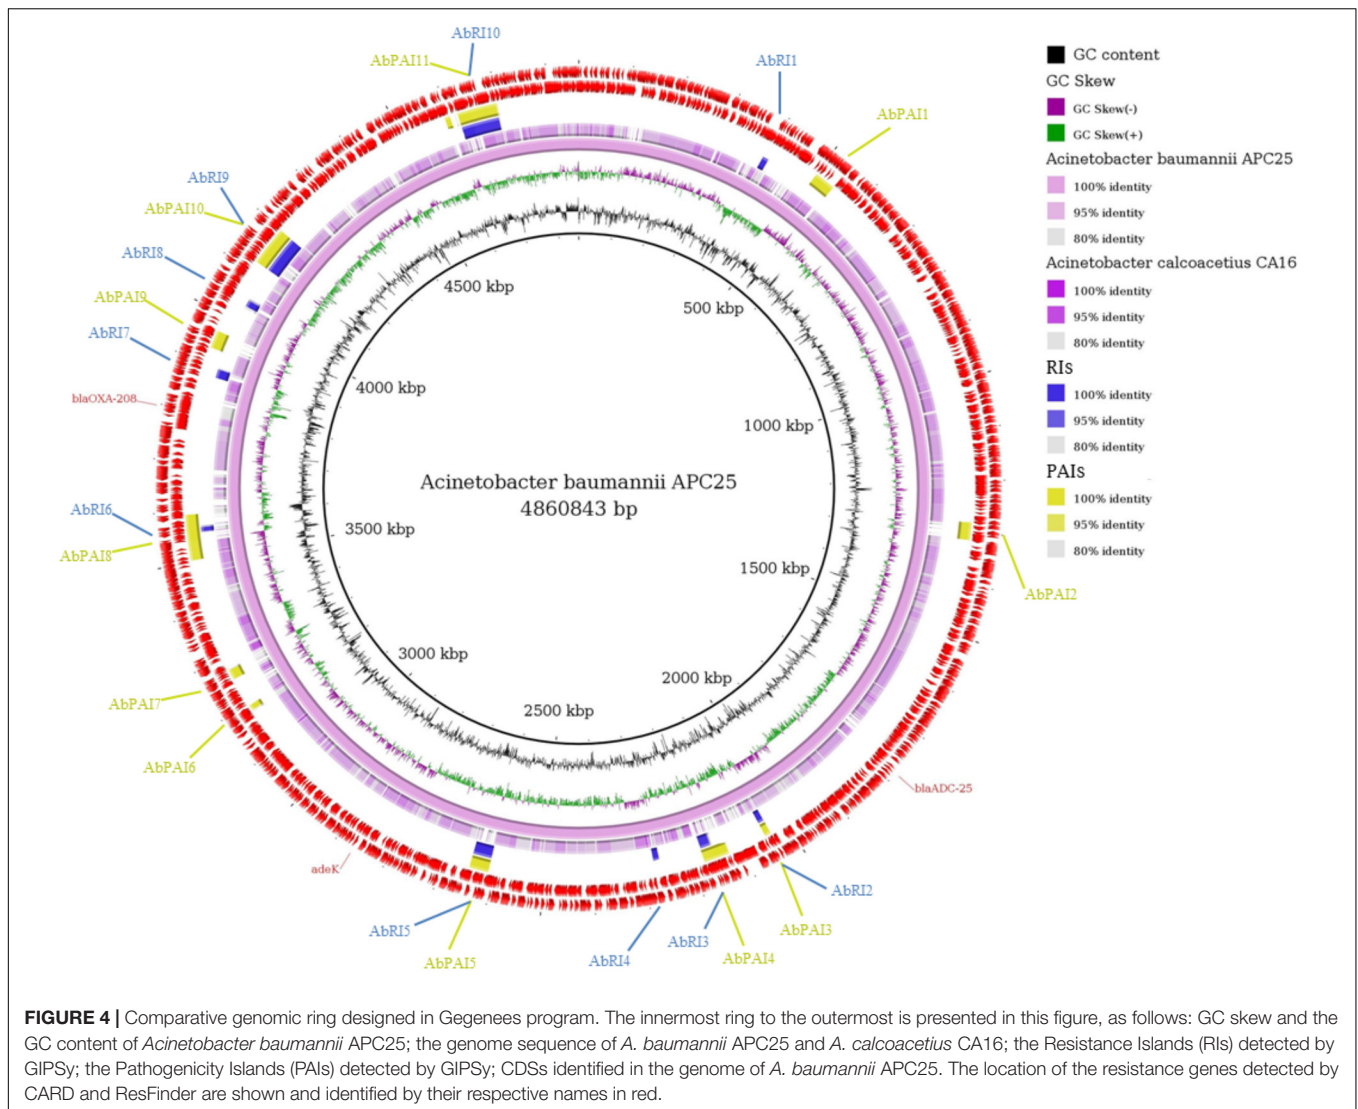 AbRI10
AbPAI11
AbRI1
AbPAI1
AbRI9
AbPAI10
AbRI8
AbPAI9
AbRI7
blaOXA-208
AbRI6
AbPAI8
AbPAI7
AbPAI6
adeK
AbRI5
AbPAI5
AbRI4
AbRI3
AbPAI4
AbPAI3
AbRI2
blaADC-25
AbPAI2
4500 kbp
500 kbp
4000 kbp
1000 kbp
Acinetobacter baumannii APC25
4860843 bp
3500 kbp
1500 kbp
3000 kbp
2000 kbp
2500 kbp
GC content
GC Skew
GC Skew(-)
GC Skew(+)
Acinetobacter baumannii APC25
100% identity
95% identity
80% identity
Acinetobacter calcoacetius CA16
100% identity
95% identity
80% identity
RIs
100% identity
95% identity
80% identity
PAIs
100% identity
95% identity
80% identity
FIGURE 4 | Comparative genomic ring designed in Gegenees program. The innermost ring to the outermost is presented in this figure, as follows: GC skew and the
GC content of Acinetobacter baumannii APC25; the genome sequence of A. baumannii APC25 and A. calcoacetius CA16; the Resistance Islands (RIs) detected by
GIPSy; the Pathogenicity Islands (PAIs) detected by GIPSy; CDSs identified in the genome of A. baumannii APC25. The location of the resistance genes detected by
CARD and ResFinder are shown and identified by their respective names in red.